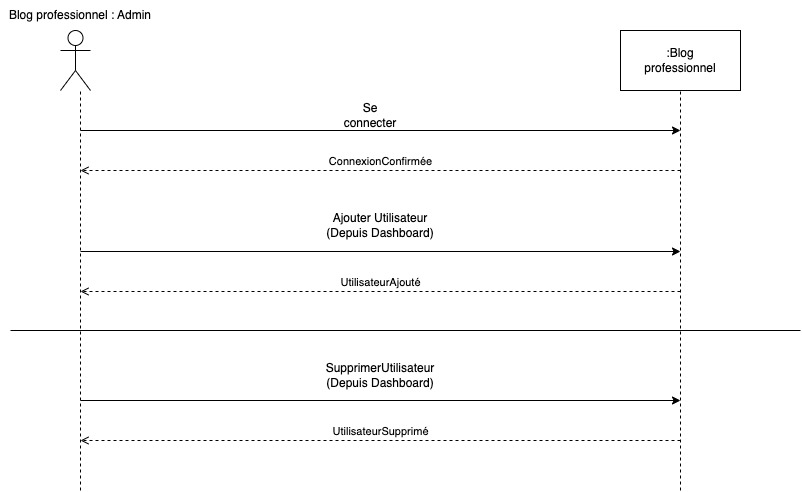 Blog professionnel : Admin
:Blog
professionnel
Se
connecter
ConnexionConfirmée
Ajouter Utilisateur
(Depuis Dashboard)
UtilisateurAjouté
SupprimerUtilisateur
(Depuis Dashboard)
UtilisateurSupprimé